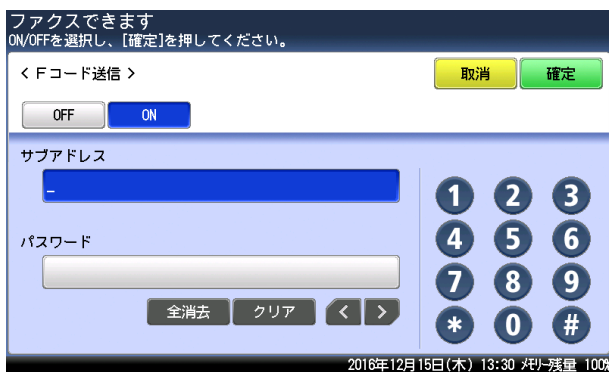 ファクスできます
ON/OFFを選択し、[確定]を押してください。
< Fコード送信 >
取消
確定
OFF
ON
サブアドレス
_
パスワード
全消去
クリア
<
>
1 2 3
4 5 6
7 8 9
* 0 #
2016年12月15日(木) 13:30 メモリー残量 100%